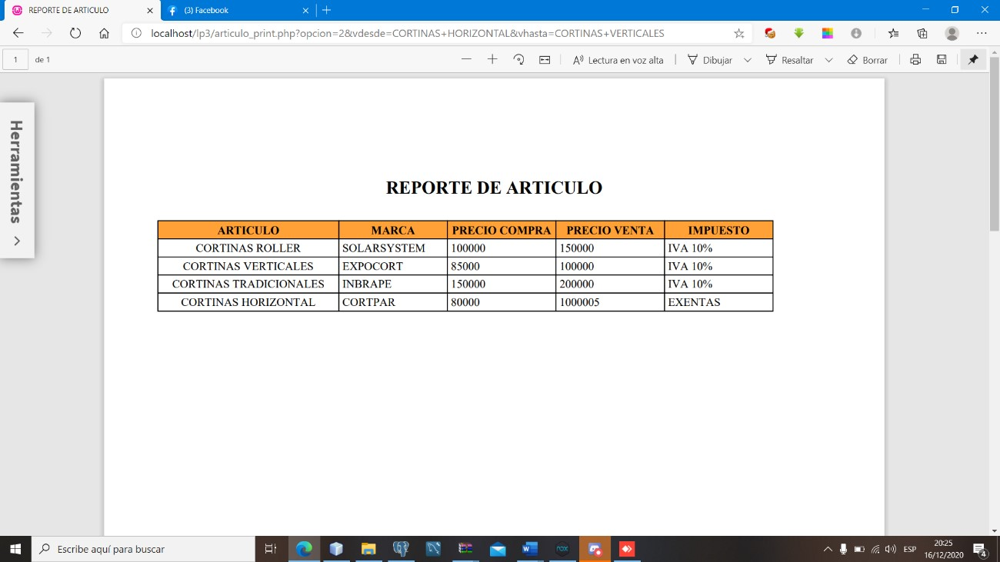 REPORTE DE ARTICULO
(3) Facebook
localhost/lp3/articulo_print.php?opcion=2&vdesde=CORTINAS+HORIZONTAL&vhasta=CORTINAS+VERTICALES
1 de 1 Lectura en voz alta Dibujar Resaltar Borrar
Herramientas
REPORTE DE ARTICULO
ARTICULO MARCA PRECIO COMPRA PRECIO VENTA IMPUESTO
CORTINAS ROLLER SOLARSYSTEM 100000 150000 IVA 10%
CORTINAS VERTICALES EXPOCORT 85000 100000 IVA 10%
CORTINAS TRADICIONALES INBRAPE 150000 200000 IVA 10%
CORTINAS HORIZONTAL CORTPAR 80000 1000005 EXENTAS
Escribe aquí para buscar
nox
ESP
20:25
16/12/2020
4